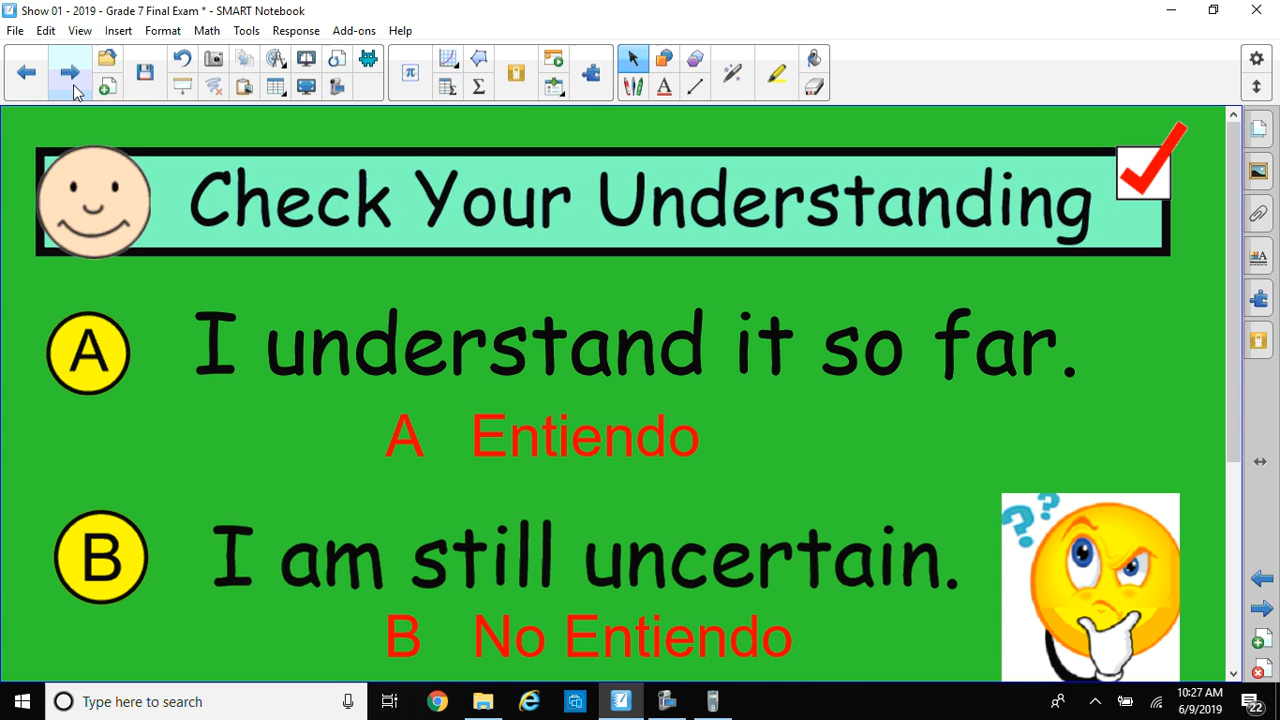 Show 01 - 2019 - Grade 7 Final Exam * - SMART Notebook
File Edit View Insert Format Math Tools Response Add-ons Help
Check Your Understanding
A I understand it so far.
A Entiendo
B I am still uncertain.
B No Entiendo
Type here to search
10:27 AM
6/9/2019
22